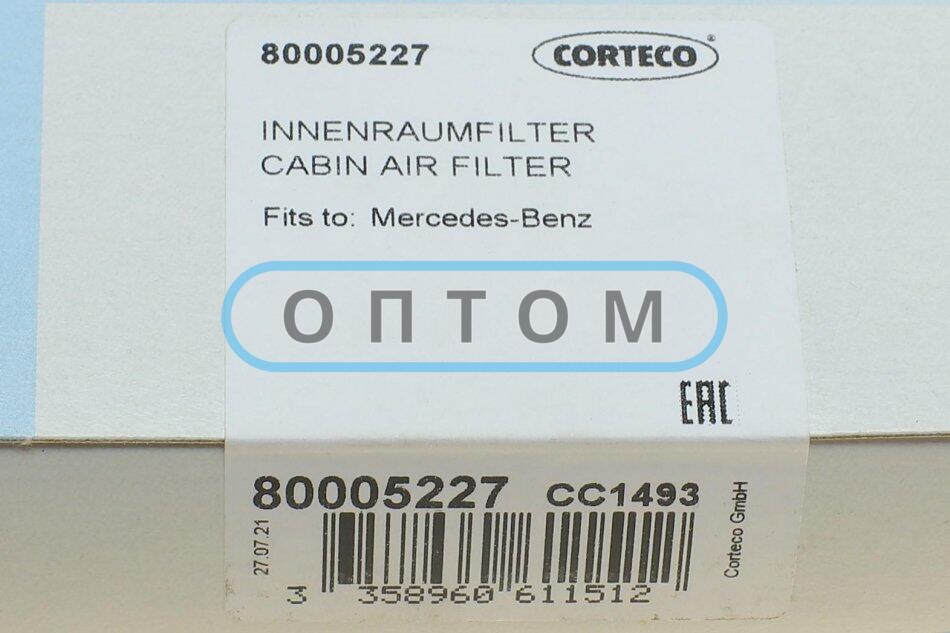 80005227 CORTECO®
INNENRAUMFILTER
CABIN AIR FILTER
Fits to: Mercedes-Benz
ОПТОМ
EAC
80005227 CC1493
27.07.21
Corteco GmbH
3 358960 611512